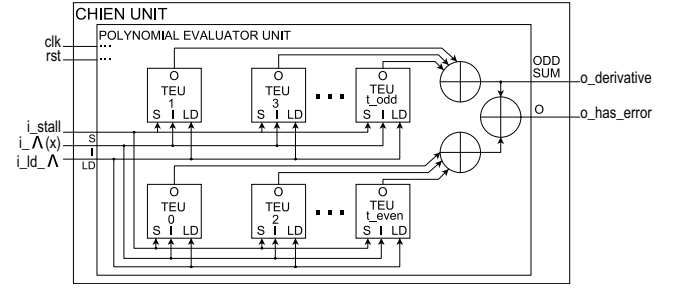 CHIEN UNIT
POLYNOMIAL EVALUATOR UNIT
clk
...
rst
...
O
TEU
1
S I LD
O
TEU
3
S I LD
...
O
TEU
t_odd
S I LD
ODD
SUM
o_derivative
O
o_has_error
i_stall
S
i_Λ(x)
I
i_ld_Λ
LD
O
TEU
0
S I LD
O
TEU
2
S I LD
...
O
TEU
t_even
S I LD